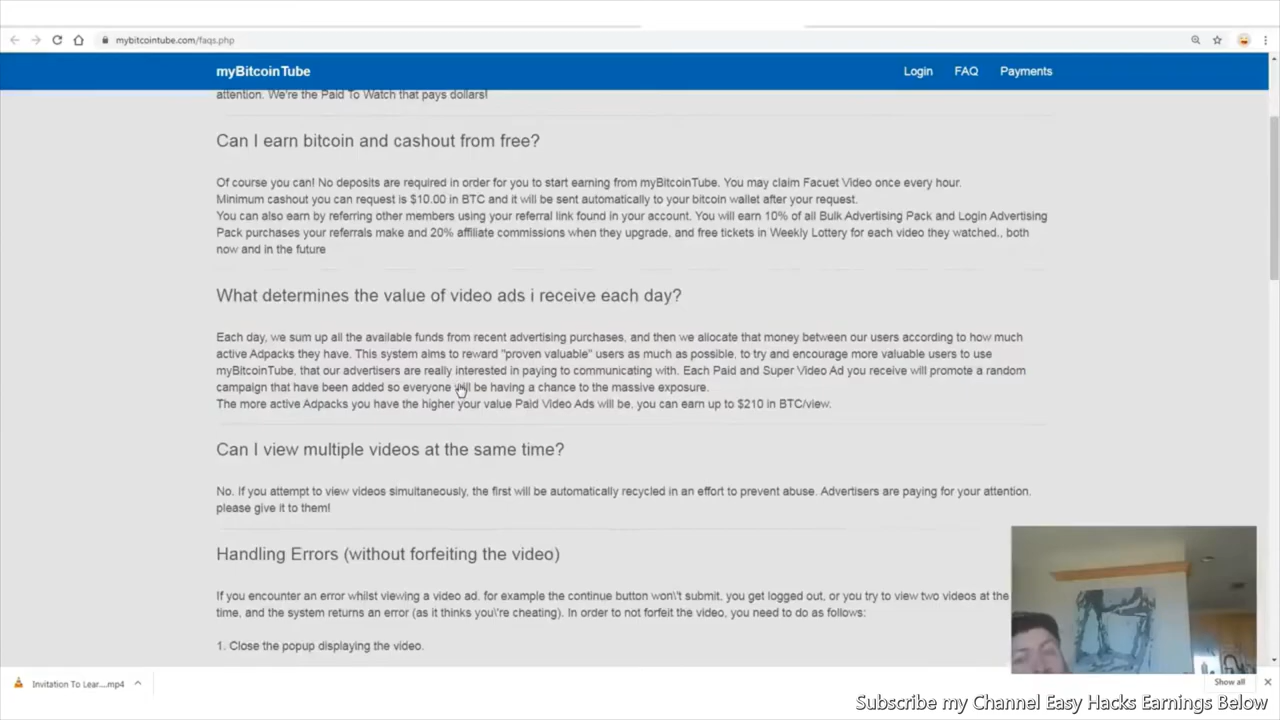 mybitcointube.com/faqs.php
myBitcoinTube
Login FAQ Payments
attention. We're the Paid To Watch that pays dollars!
Can I earn bitcoin and cashout from free?
Of course you can! No deposits are required in order for you to start earning from myBitcoinTube. You may claim Facuet Video once every hour.
Minimum cashout you can request is $10.00 in BTC and it will be sent automatically to your bitcoin wallet after your request.
You can also earn by referring other members using your referral link found in your account. You will earn 10% of all Bulk Advertising Pack and Login Advertising
Pack purchases your referrals make and 20% affiliate commissions when they upgrade, and free tickets in Weekly Lottery for each video they watched., both
now and in the future
What determines the value of video ads i receive each day?
Each day, we sum up all the available funds from recent advertising purchases, and then we allocate that money between our users according to how much
active Adpacks they have. This system aims to reward "proven valuable" users as much as possible, to try and encourage more valuable users to use
myBitcoinTube, that our advertisers are really interested in paying to communicating with. Each Paid and Super Video Ad you receive will promote a random
campaign that have been added so everyone will be having a chance to the massive exposure.
The more active Adpacks you have the higher your value Paid Video Ads will be, you can earn up to $210 in BTC/view.
Can I view multiple videos at the same time?
No. If you attempt to view videos simultaneously, the first will be automatically recycled in an effort to prevent abuse. Advertisers are paying for your attention,
please give it to them!
Handling Errors (without forfeiting the video)
If you encounter an error whilst viewing a video ad, for example the continue button won\'t submit, you get logged out, or you try to view two videos at the
time, and the system returns an error (as it thinks you\'re cheating). In order to not forfeit the video, you need to do as follows:
1. Close the popup displaying the video.
Invitation To Lear....mp4
Show all
Subscribe my Channel Easy Hacks Earnings Below